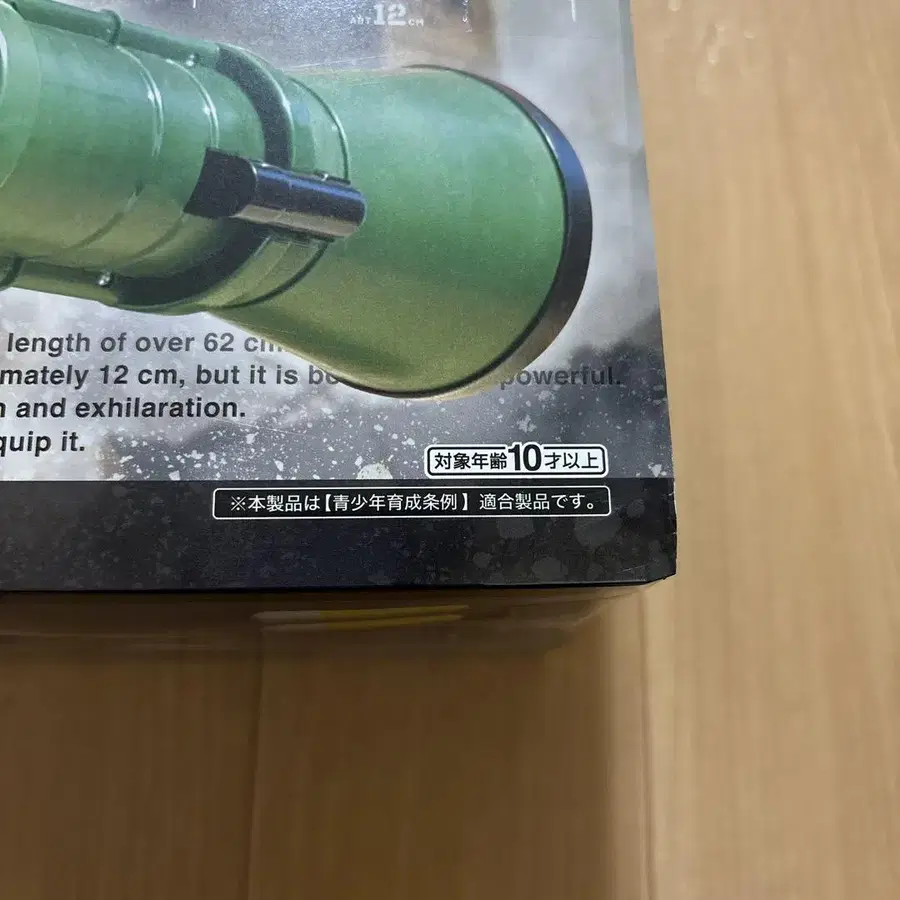 12 CM
length of over 62
mately 12 cm, but it is powerful.
and exhilaration.
quip it.
対象年齢10才以上
※本製品は【青少年育成条例】適合製品です。